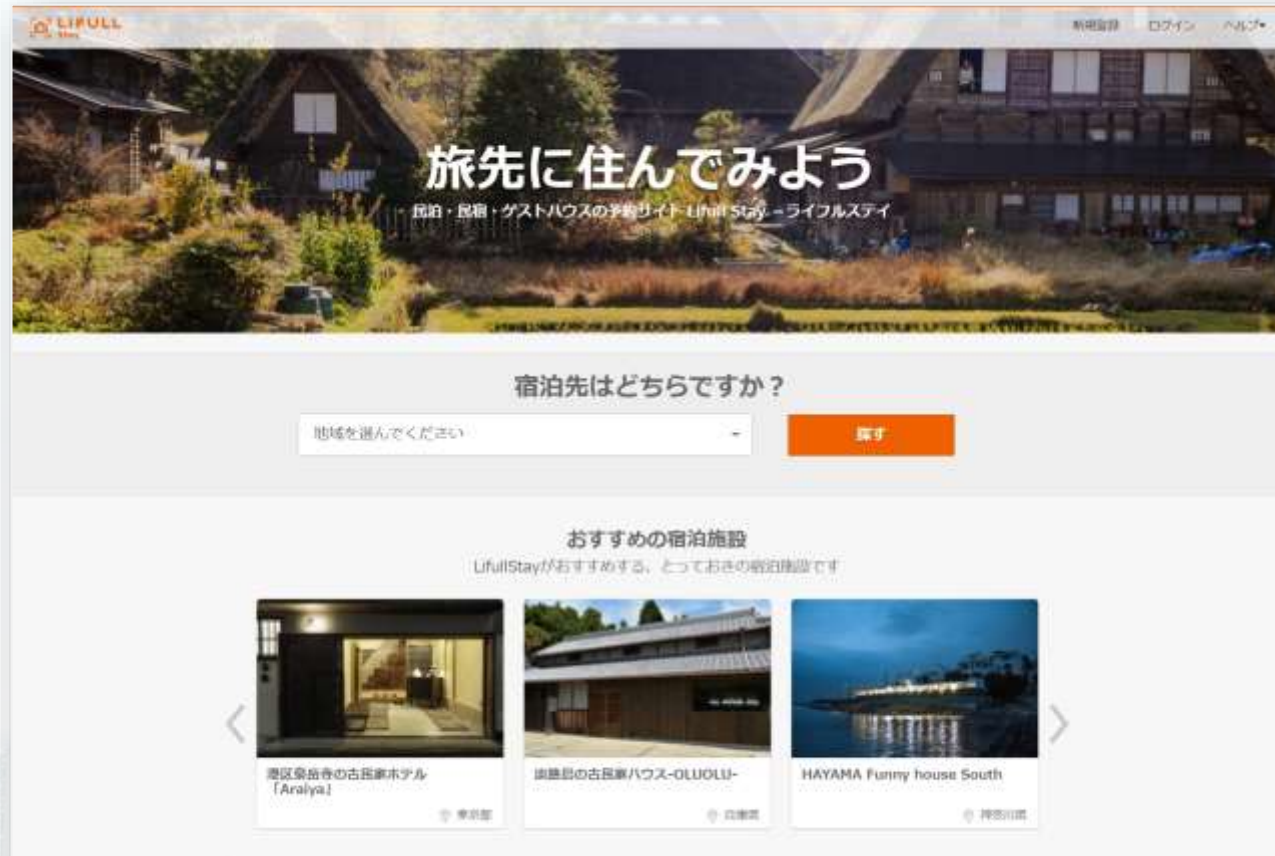 LIFULL
Stay
新規登録 ログイン ヘルプ▾
旅先に住んでみよう
民泊・民宿・ゲストハウスの予約サイト Lifull Stay －ライフルステイ
宿泊先はどちらですか？
地域を選んでください
探す
おすすめの宿泊施設
LifullStayがおすすめする、とっておきの宿泊施設です
港区泉岳寺の古民家ホテル
「Araiya」
東京都
淡路島の古民家ハウス-OLUOLU-
兵庫県
HAYAMA Funny house South
神奈川県